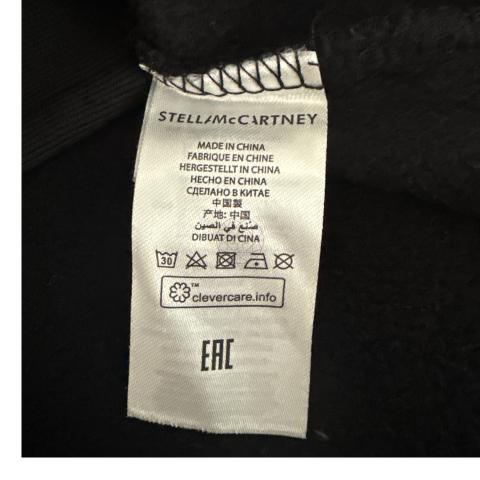 STELLAMcCARTNEY
MADE IN CHINA
FABRIQUE EN CHINE
HERGESTELLT IN CHINA
HECHO EN CHINA
СДЕЛАНО В КИТАЕ
中国製
产地: 中国
صنع في الصين
DIBUAT DI CINA
30
™ clevercare.info
EAC